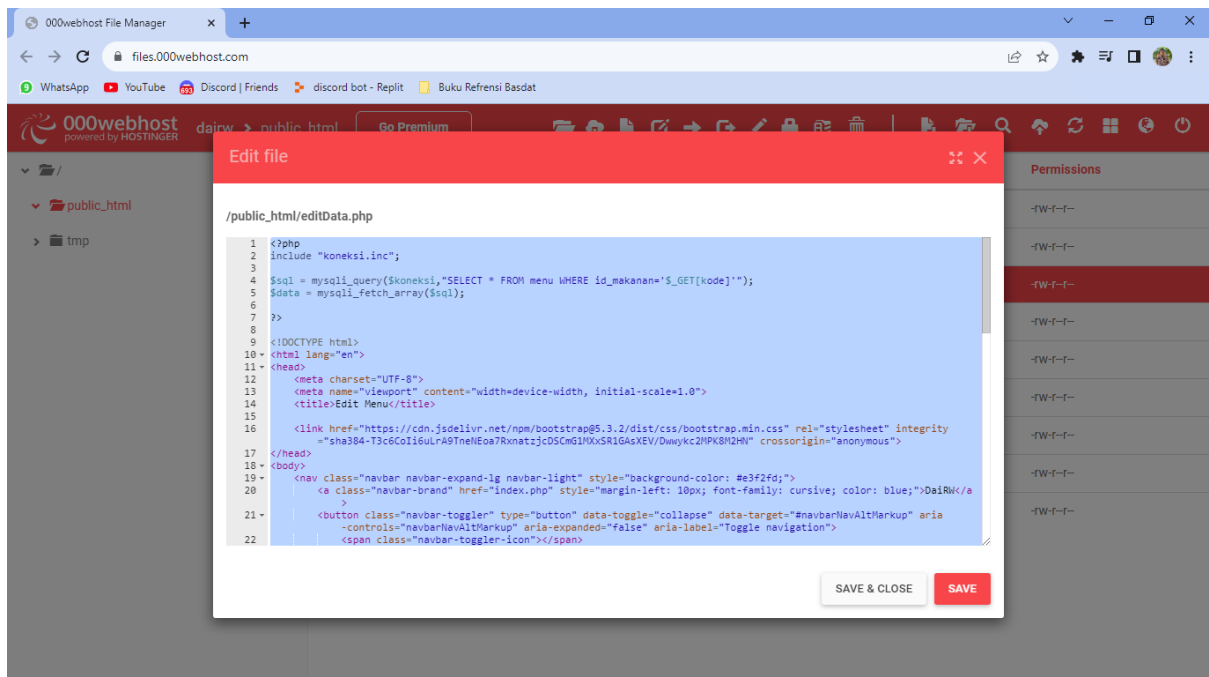 000webhost File Manager
files.000webhost.com
9 WhatsApp YouTube 693 Discord | Friends discord bot - Replit Buku Refrensi Basdat
000webhost
powered by HOSTINGER
dairw > public_html Go Premium
Edit file
/
public_html
tmp
Permissions
-rw-r--r--
-rw-r--r--
-rw-r--r--
-rw-r--r--
-rw-r--r--
-rw-r--r--
-rw-r--r--
-rw-r--r--
-rw-r--r--
/public_html/editData.php
1 <?php
2 include "koneksi.inc";
3
4 $sql = mysqli_query($koneksi,"SELECT * FROM menu WHERE id_makanan='$_GET[kode]'");
5 $data = mysqli_fetch_array($sql);
6
7 ?>
8
9 <!DOCTYPE html>
10 <html lang="en">
11 <head>
12 <meta charset="UTF-8">
13 <meta name="viewport" content="width=device-width, initial-scale=1.0">
14 <title>Edit Menu</title>
15
16 <link href="https://cdn.jsdelivr.net/npm/bootstrap@5.3.2/dist/css/bootstrap.min.css" rel="stylesheet" integrity
="sha384-T3c6CoIi6uLrA9TneNEoa7RxnatzjcDSCmG1MXxSR1GAsXEV/Dwwykc2MPK8M2HN" crossorigin="anonymous">
17 </head>
18 <body>
19 <nav class="navbar navbar-expand-lg navbar-light" style="background-color: #e3f2fd;">
20 <a class="navbar-brand" href="index.php" style="margin-left: 10px; font-family: cursive; color: blue;">DaiRW</a
>
21 <button class="navbar-toggler" type="button" data-toggle="collapse" data-target="#navbarNavAltMarkup" aria
-controls="navbarNavAltMarkup" aria-expanded="false" aria-label="Toggle navigation">
22 <span class="navbar-toggler-icon"></span>
SAVE & CLOSE
SAVE